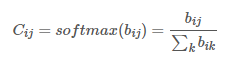 C_{ij} = softmax(b_{ij}) = \frac{b_{ij}}{\sum_k b_{ik}}